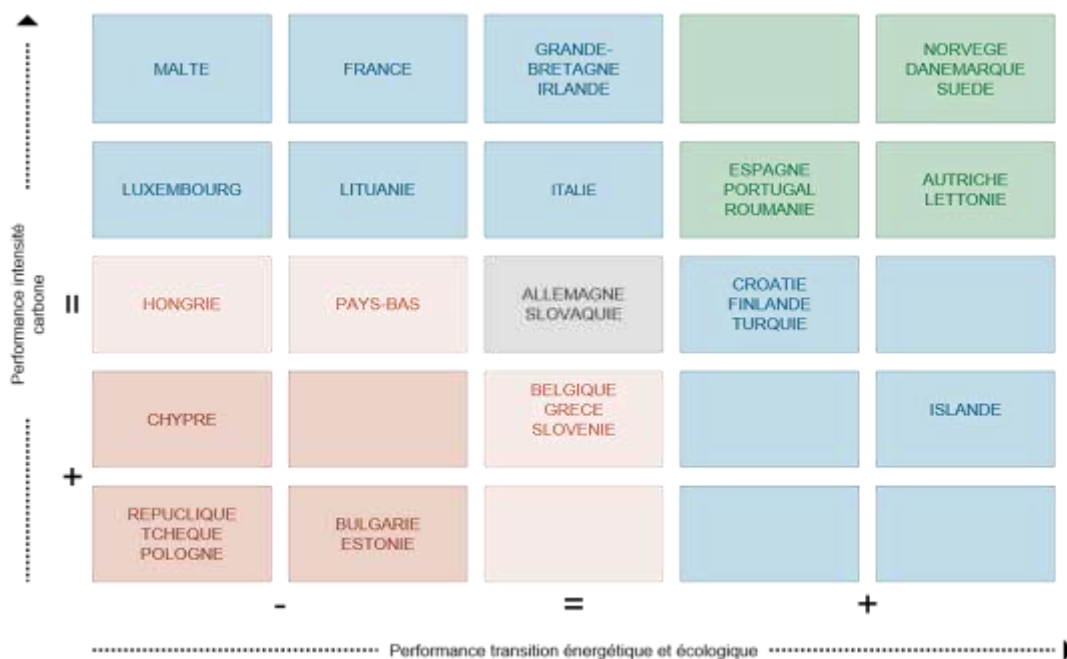 MALTE
FRANCE
GRANDE-
BRETAGNE
IRLANDE
NORVEGE
DANEMARQUE
SUEDE
LUXEMBOURG
LITUANIE
ITALIE
ESPAGNE
PORTUGAL
ROUMANIE
AUTRICHE
LETTONIE
Performance intensité
carbone
=
HONGRIE
PAYS-BAS
ALLEMAGNE
SLOVAQUIE
CROATIE
FINLANDE
TURQUIE
CHYPRE
BELGIQUE
GRECE
SLOVENIE
ISLANDE
+
REPUCLIQUE
TCHEQUE
POLOGNE
BULGARIE
ESTONIE
-
=
+
Performance transition énergétique et écologique